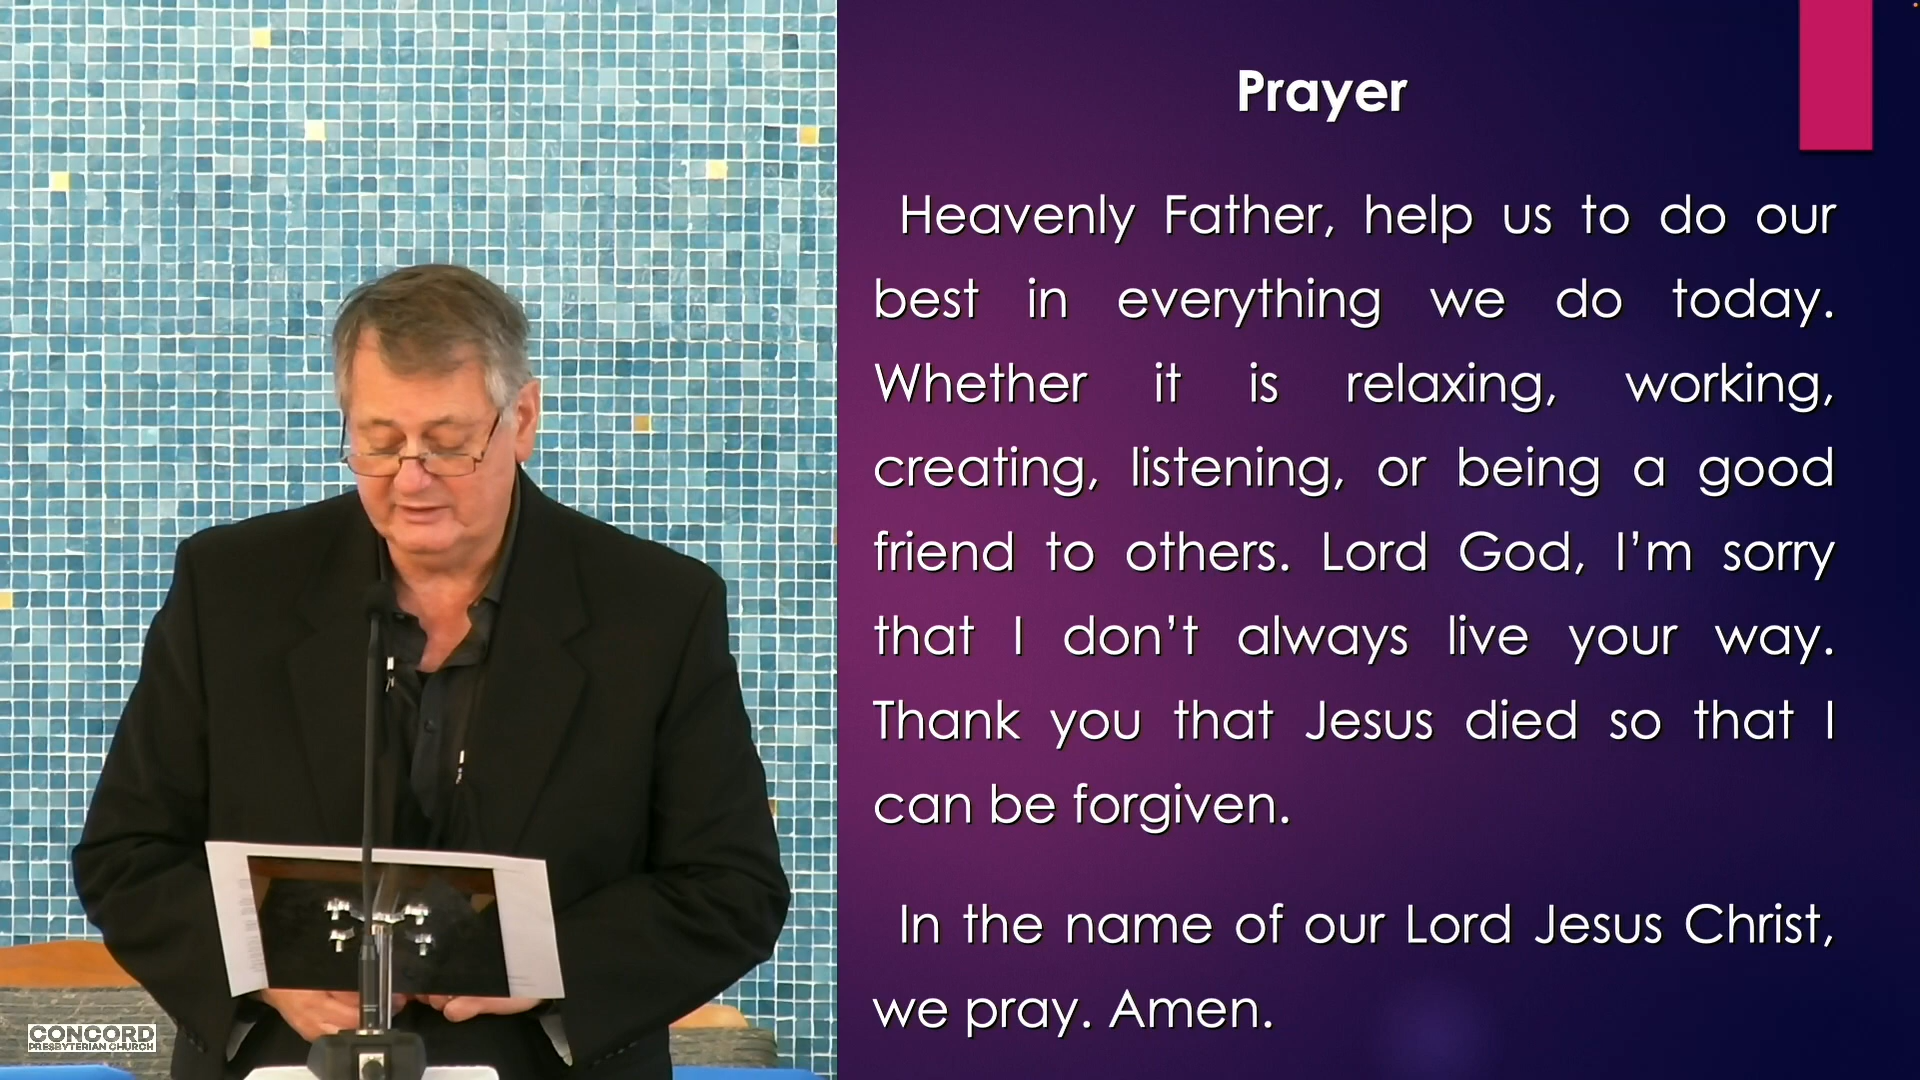 Prayer
Heavenly Father, help us to do our
best in everything we do today.
Whether it is relaxing, working,
creating, listening, or being a good
friend to others. Lord God, I’m sorry
that I don’t always live your way.
Thank you that Jesus died so that I
can be forgiven.
In the name of our Lord Jesus Christ,
we pray. Amen.
CONCORD
PRESBYTERIAN CHURCH